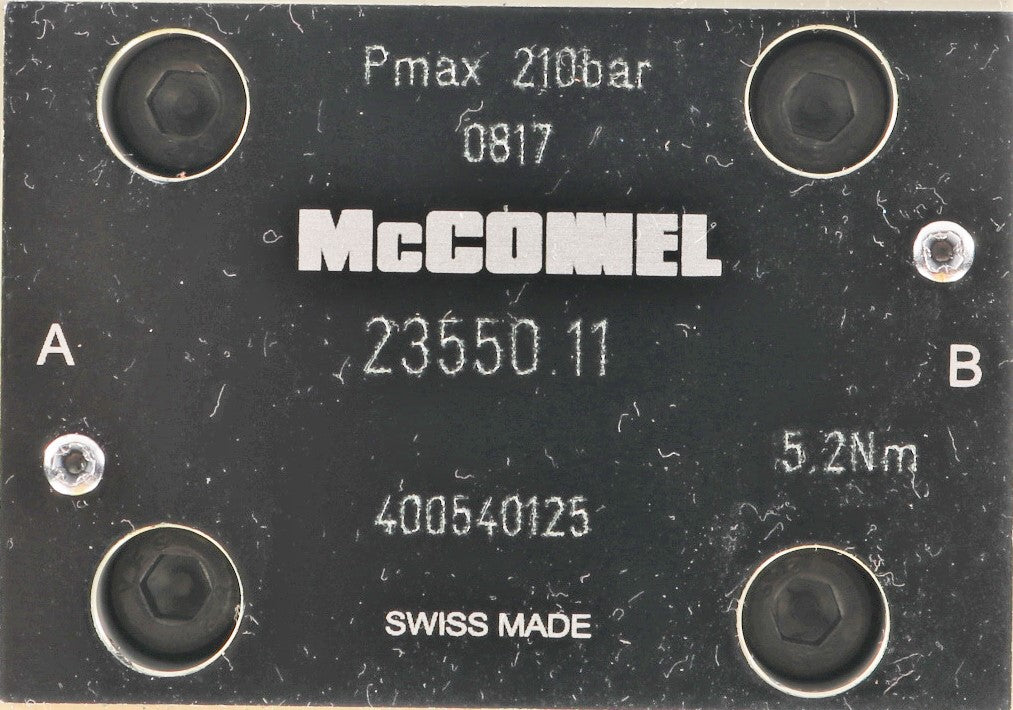 Pmax 210bar
0817
McCONNEL
23550.11
A
B
5.2Nm
400540125
SWISS MADE